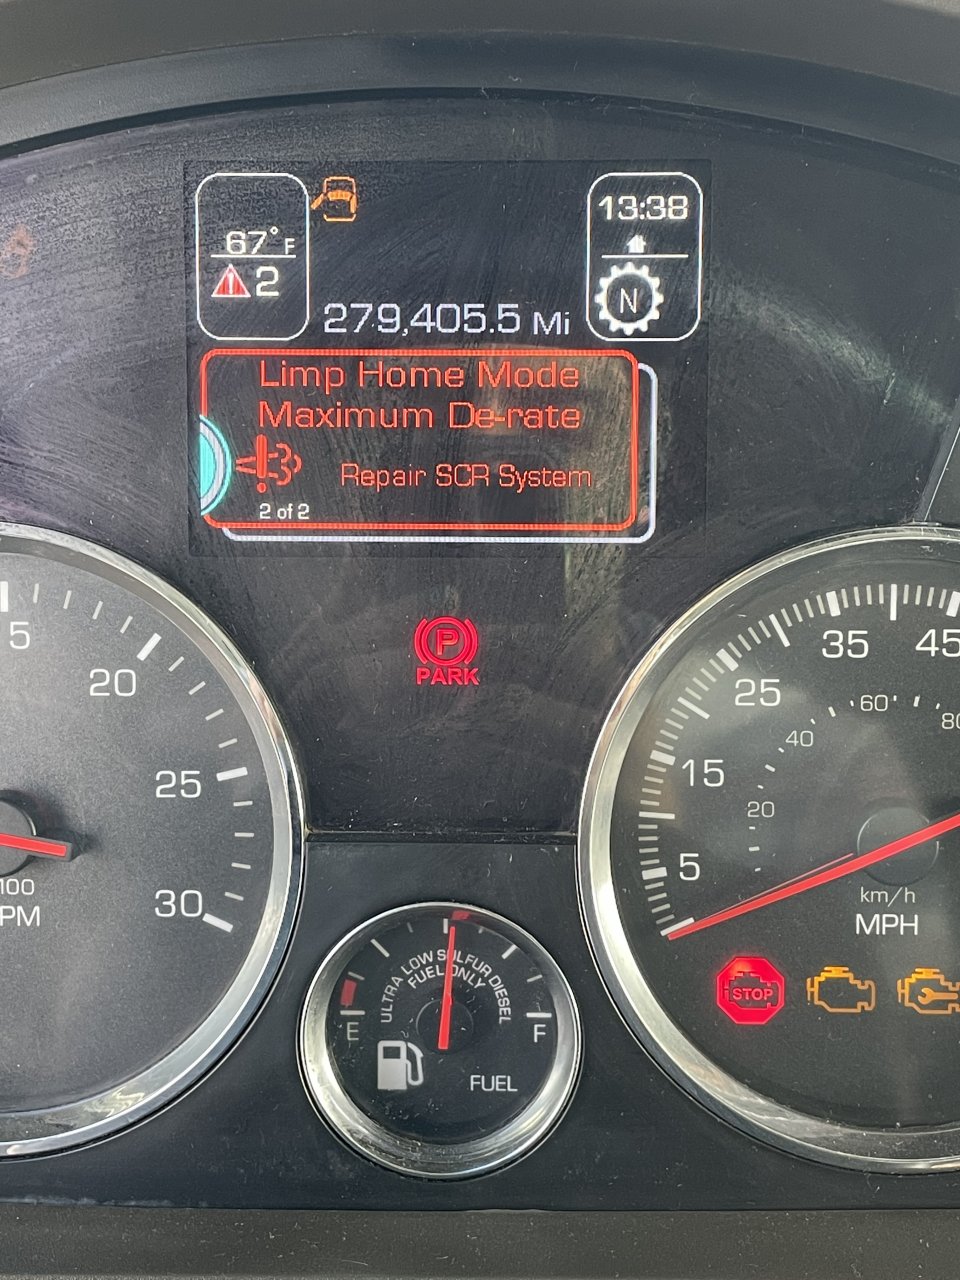 67°F
2
13:38
N
279,405.5 Mi
Limp Home Mode
Maximum De-rate
Repair SCR System
2 of 2
P
PARK
5
20
25
30
100
PM
5
15
25
35
45
20
40
60
80
km/h
MPH
STOP
ULTRA LOW SULFUR DIESEL
FUEL ONLY
E
F
FUEL